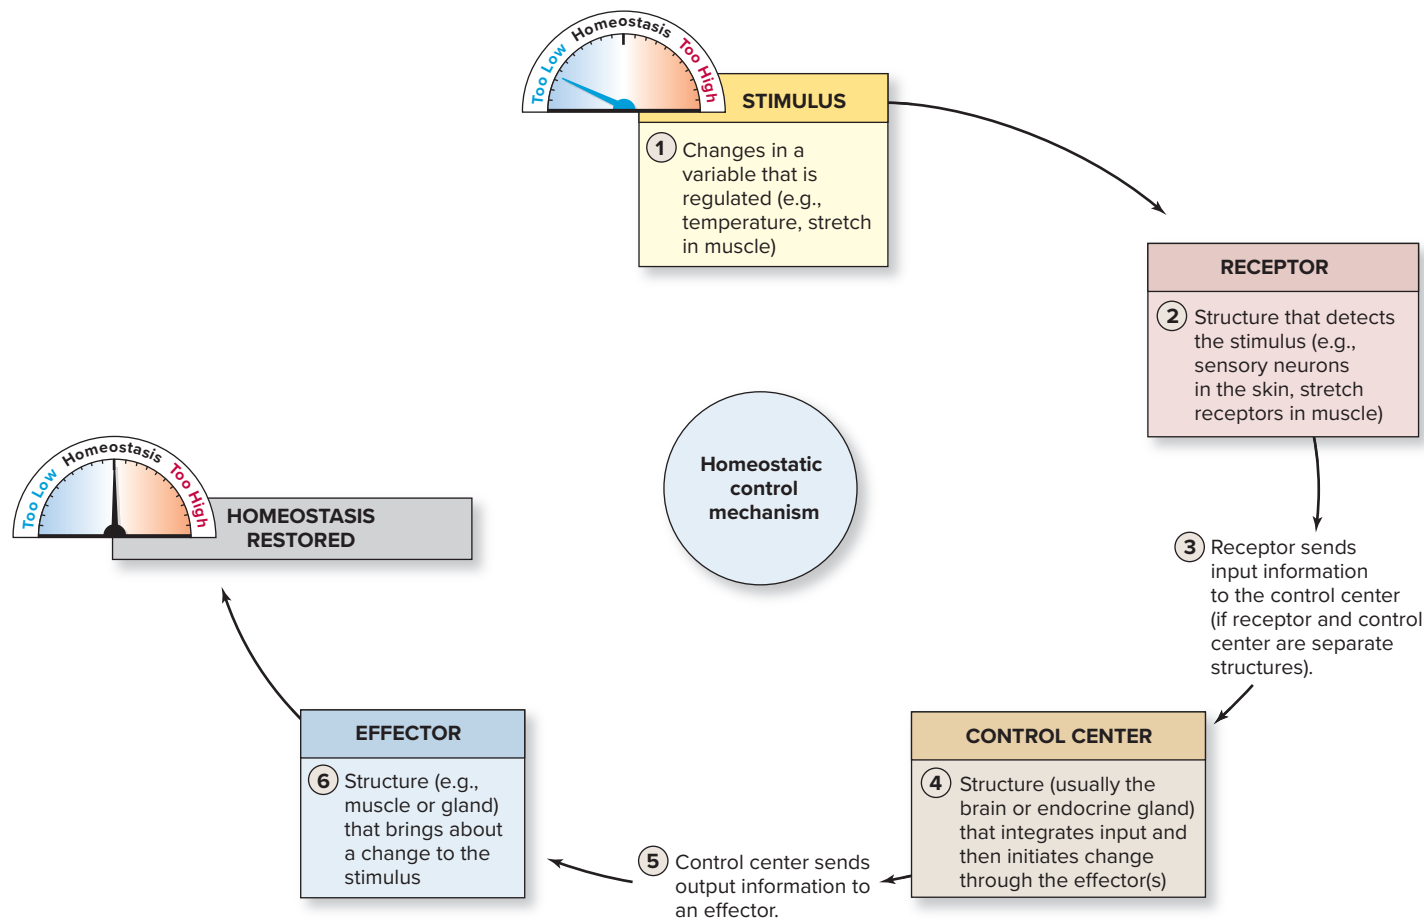 Too Low Homeostasis Too High
STIMULUS
1 Changes in a
variable that is
regulated (e.g.,
temperature, stretch
in muscle)
RECEPTOR
2 Structure that detects
the stimulus (e.g.,
sensory neurons
in the skin, stretch
receptors in muscle)
3 Receptor sends
input information
to the control center
(if receptor and control
center are separate
structures).
CONTROL CENTER
4 Structure (usually the
brain or endocrine gland)
that integrates input and
then initiates change
through the effector(s)
5 Control center sends
output information to
an effector.
EFFECTOR
6 Structure (e.g.,
muscle or gland)
that brings about
a change to the
stimulus
Too Low Homeostasis Too High
HOMEOSTASIS
RESTORED
Homeostatic
control
mechanism